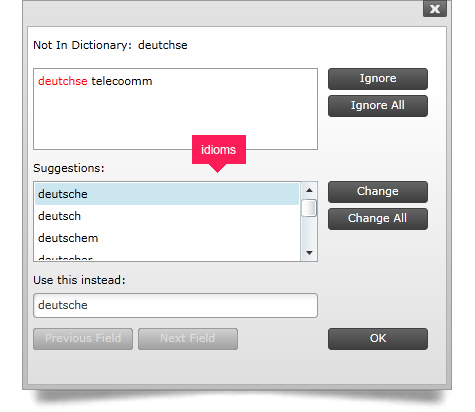 x
Not In Dictionary: deutchse
deutchse telecoomm
Ignore
Ignore All
idioms
Suggestions:
deutsche
deutsch
deutschem
deutscher
Change
Change All
Use this instead:
deutsche
Previous Field
Next Field
OK